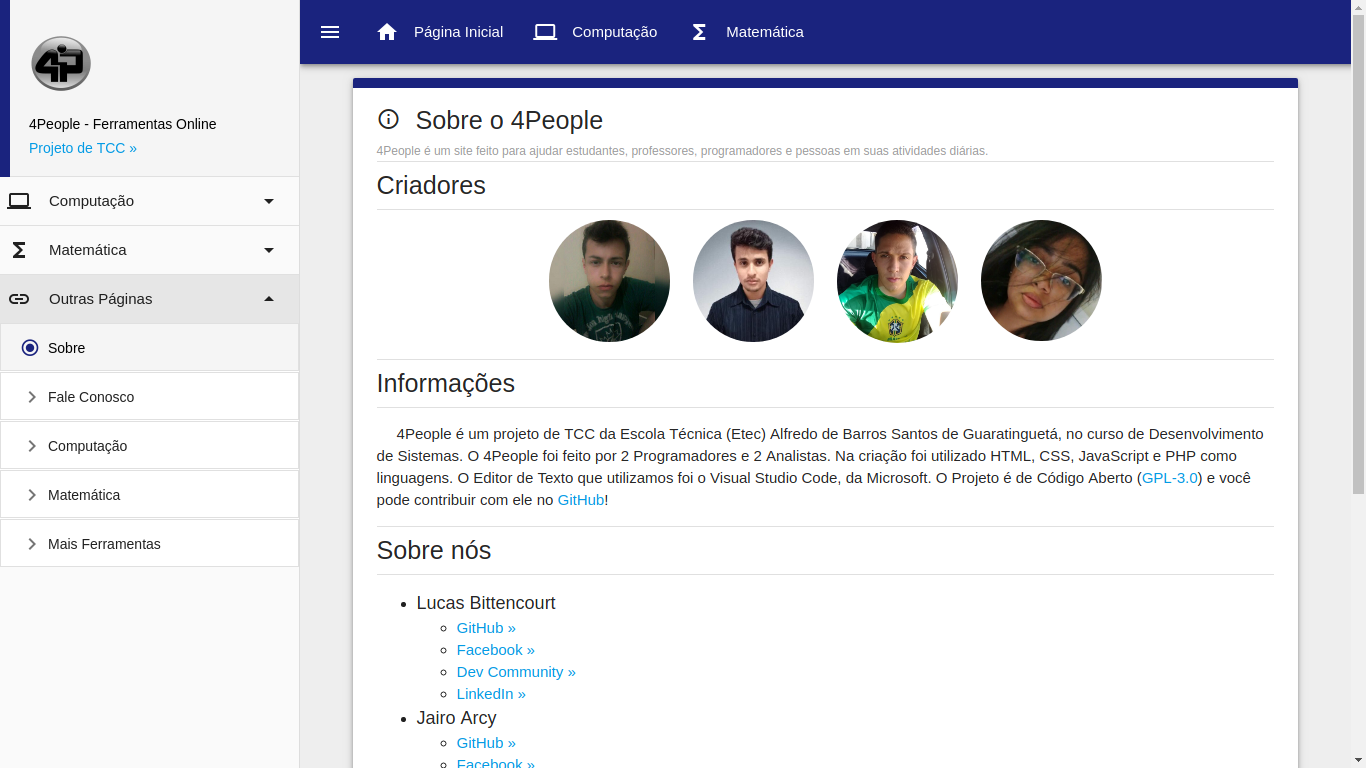 4P
4People - Ferramentas Online
Projeto de TCC »
Computação
Matemática
Outras Páginas
Sobre
Fale Conosco
Computação
Matemática
Mais Ferramentas
Página Inicial
Computação
Matemática
Sobre o 4People
4People é um site feito para ajudar estudantes, professores, programadores e pessoas em suas atividades diárias.
Criadores
Informações
4People é um projeto de TCC da Escola Técnica (Etec) Alfredo de Barros Santos de Guaratinguetá, no curso de Desenvolvimento
de Sistemas. O 4People foi feito por 2 Programadores e 2 Analistas. Na criação foi utilizado HTML, CSS, JavaScript e PHP como
linguagens. O Editor de Texto que utilizamos foi o Visual Studio Code, da Microsoft. O Projeto é de Código Aberto (GPL-3.0) e você
pode contribuir com ele no GitHub!
Sobre nós
Lucas Bittencourt
GitHub »
Facebook »
Dev Community »
LinkedIn »
Jairo Arcy
GitHub »
Facebook »